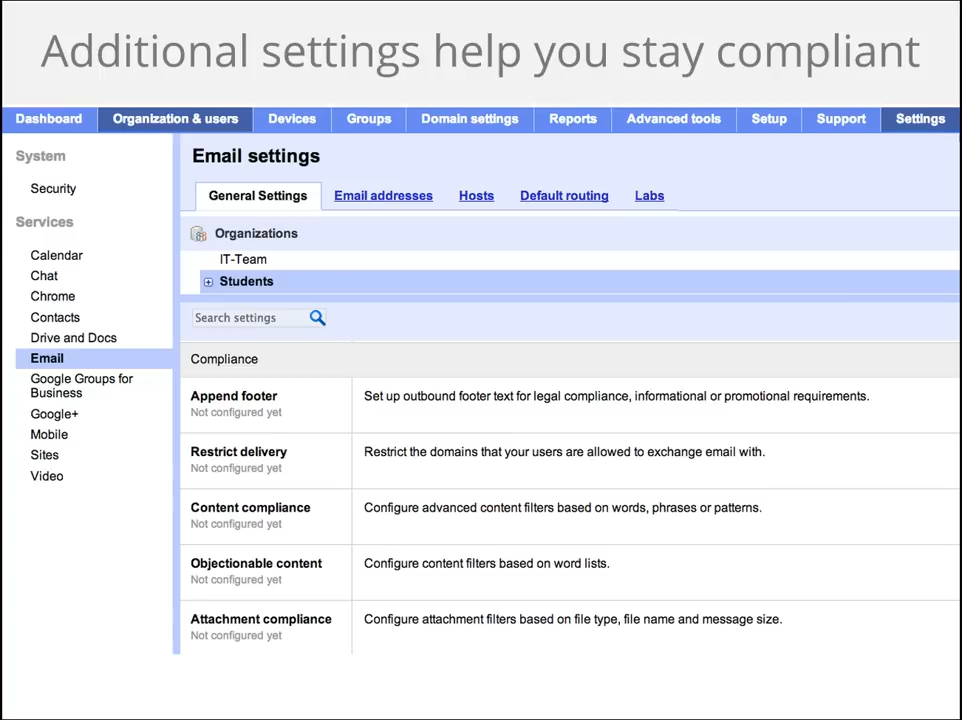 Additional settings help you stay compliant
Dashboard Organization & users Devices Groups Domain settings Reports Advanced tools Setup Support Settings
System
Security
Services
Calendar
Chat
Chrome
Contacts
Drive and Docs
Email
Google Groups for
Business
Google+
Mobile
Sites
Video
Email settings
General Settings Email addresses Hosts Default routing Labs
Organizations
IT-Team
Students
Search settings
Compliance
Append footer
Not configured yet
Set up outbound footer text for legal compliance, informational or promotional requirements.
Restrict delivery
Not configured yet
Restrict the domains that your users are allowed to exchange email with.
Content compliance
Not configured yet
Configure advanced content filters based on words, phrases or patterns.
Objectionable content
Not configured yet
Configure content filters based on word lists.
Attachment compliance
Not configured yet
Configure attachment filters based on file type, file name and message size.